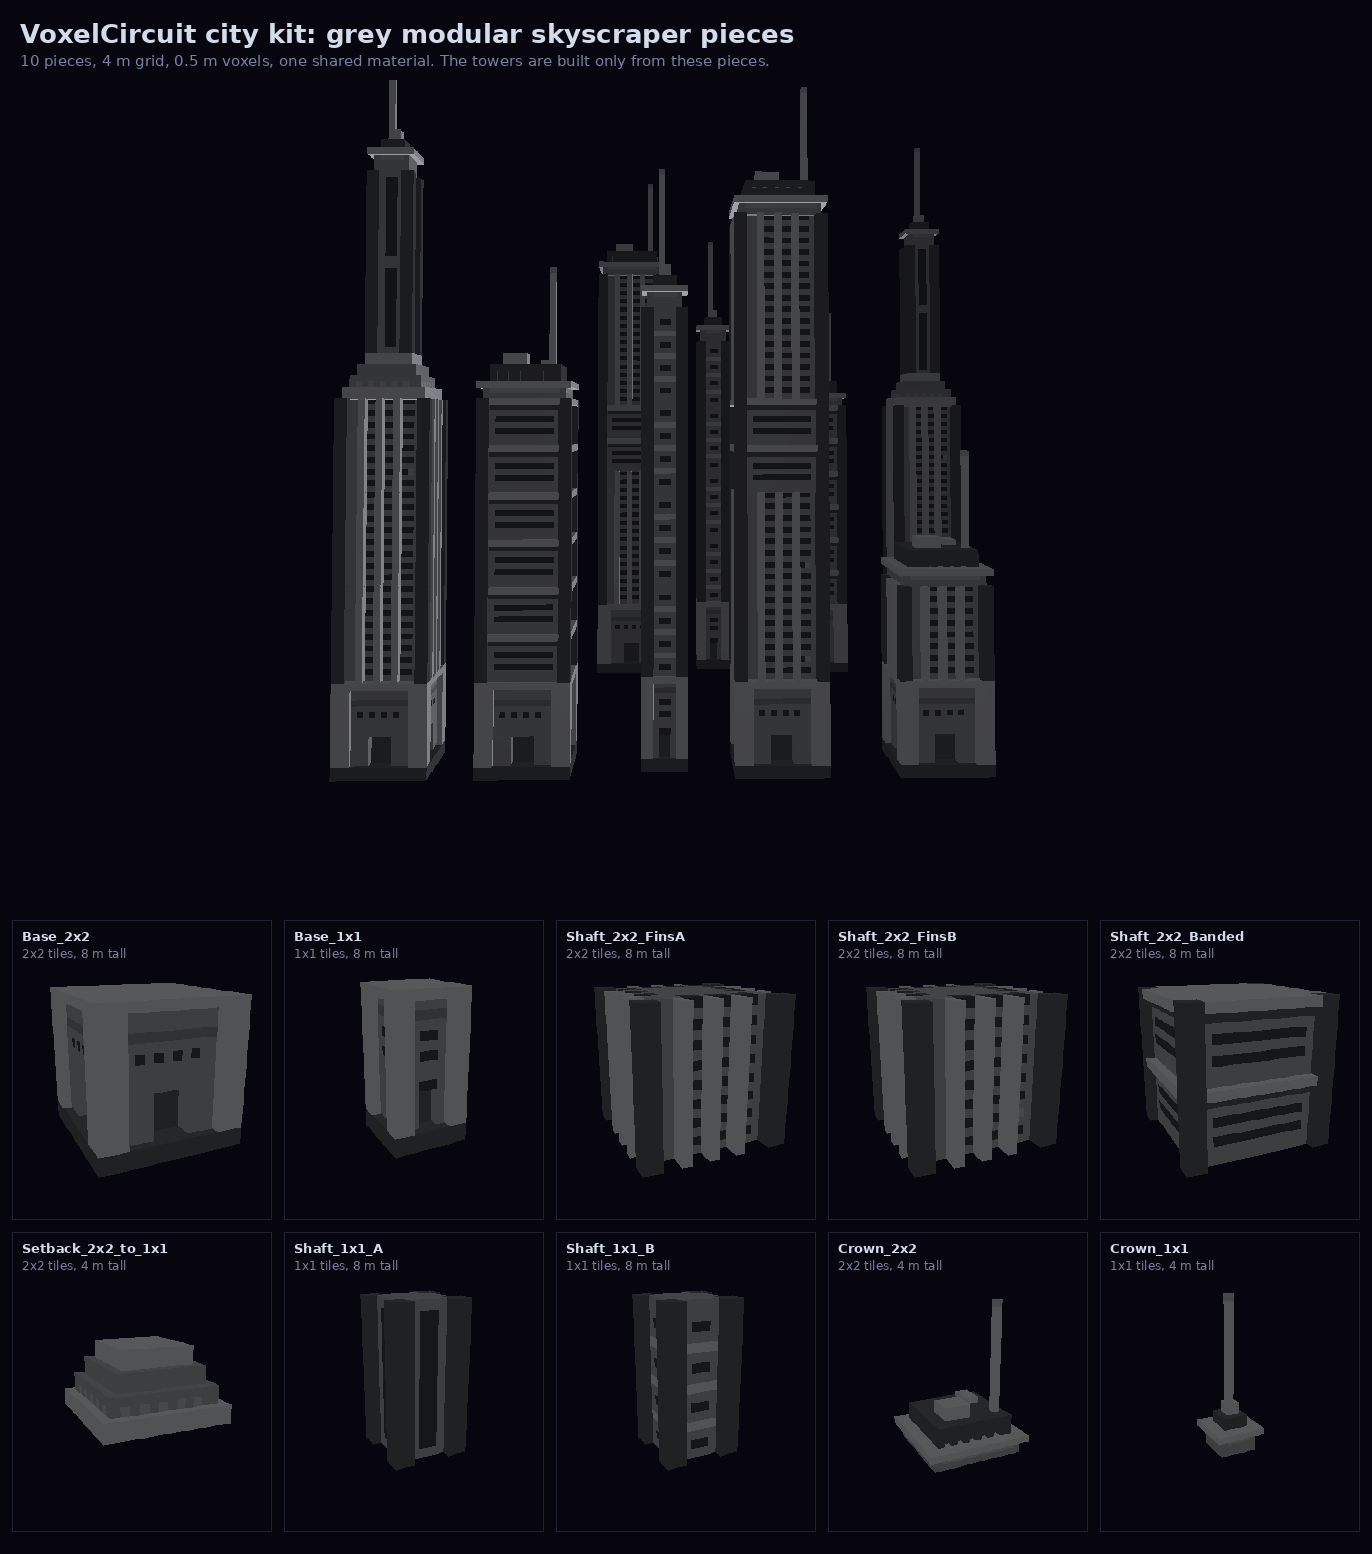 VoxelCircuit city kit: grey modular skyscraper pieces
10 pieces, 4 m grid, 0.5 m voxels, one shared material. The towers are built only from these pieces.
Base_2x2
2x2 tiles, 8 m tall
Base_1x1
1x1 tiles, 8 m tall
Shaft_2x2_FinsA
2x2 tiles, 8 m tall
Shaft_2x2_FinsB
2x2 tiles, 8 m tall
Shaft_2x2_Banded
2x2 tiles, 8 m tall
Setback_2x2_to_1x1
2x2 tiles, 4 m tall
Shaft_1x1_A
1x1 tiles, 8 m tall
Shaft_1x1_B
1x1 tiles, 8 m tall
Crown_2x2
2x2 tiles, 4 m tall
Crown_1x1
1x1 tiles, 4 m tall